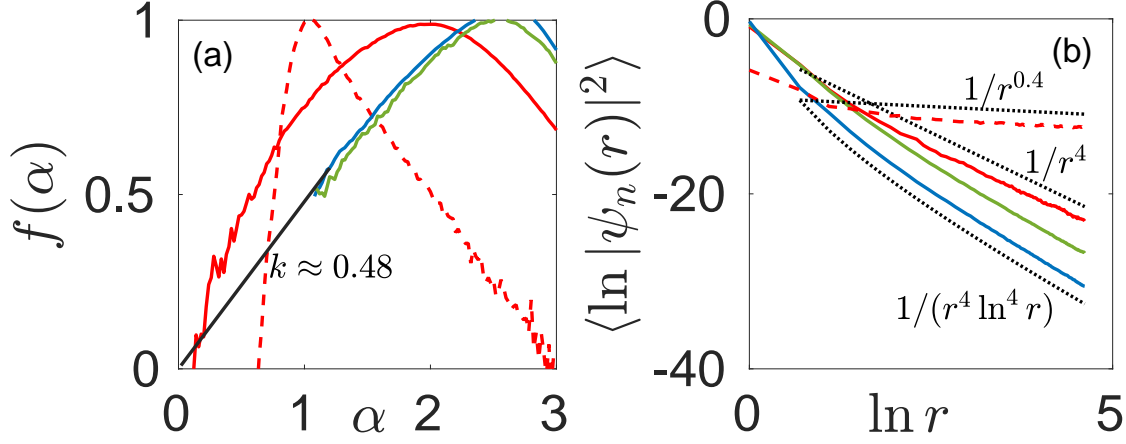 (a)
1
0.5
0
f(α)
k ≈ 0.48
0 1 α 2 3
(b)
0
-20
-40
⟨ln |ψₙ(r)|²⟩
1/r^0.4
1/r^4
1/(r^4 ln^4 r)
0 ln r 5